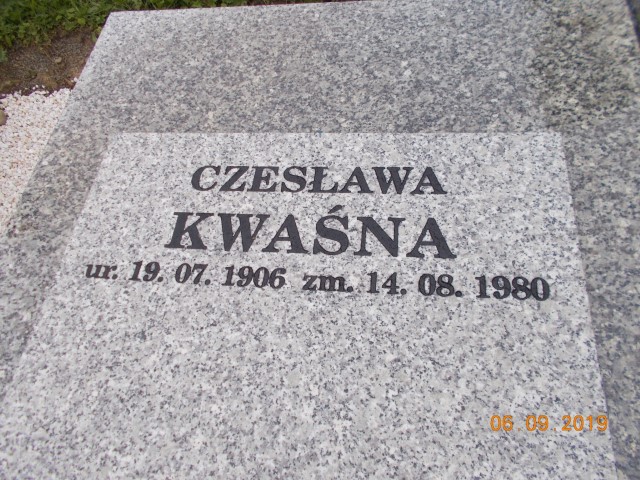 CZESŁAWA
KWAŚNA
ur. 19. 07. 1906 zm. 14. 08. 1980
06.09.2019